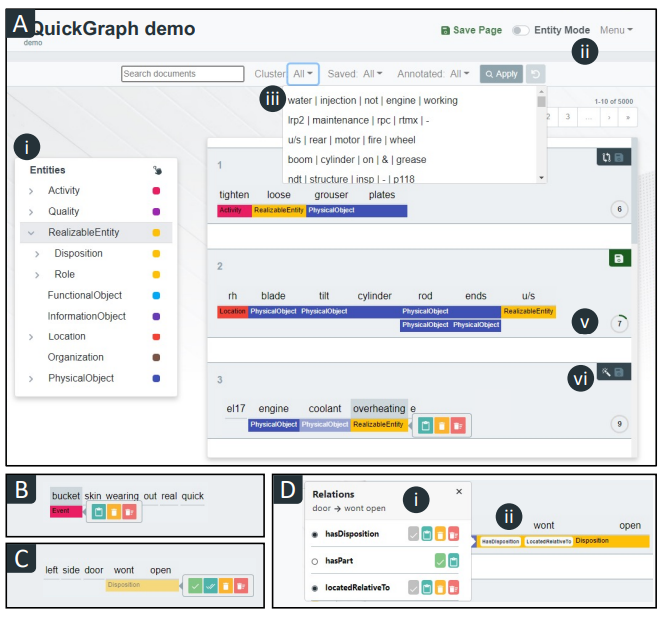 A
QuickGraph demo
demo
Save Page
Entity Mode
Menu
ii
Search documents
Cluster: All
Saved: All
Annotated: All
Apply
iii
water | injection | not | engine | working
lrp2 | maintenance | rpc | rtmx | -
u/s | rear | motor | fire | wheel
boom | cylinder | on | & | grease
ndt | structure | insp | - | p118
1-10 of 5000
2 3 ... › »
i
Entities
Activity
Quality
RealizableEntity
Disposition
Role
FunctionalObject
InformationObject
Location
Organization
PhysicalObject
1
tighten loose grouser plates
Activity RealizableEntity PhysicalObject
6
2
rh blade tilt cylinder rod ends u/s
Location PhysicalObject PhysicalObject PhysicalObject RealizableEntity
PhysicalObject PhysicalObject
v
7
vi
3
el17 engine coolant overheating e
PhysicalObject PhysicalObject RealizableEntity
9
B
bucket skin wearing out real quick
Event
C
left side door wont open
Disposition
D
Relations
×
door → wont open
i
hasDisposition
hasPart
locatedRelativeTo
ii
wont open
HasDisposition LocatedRelativeTo Disposition